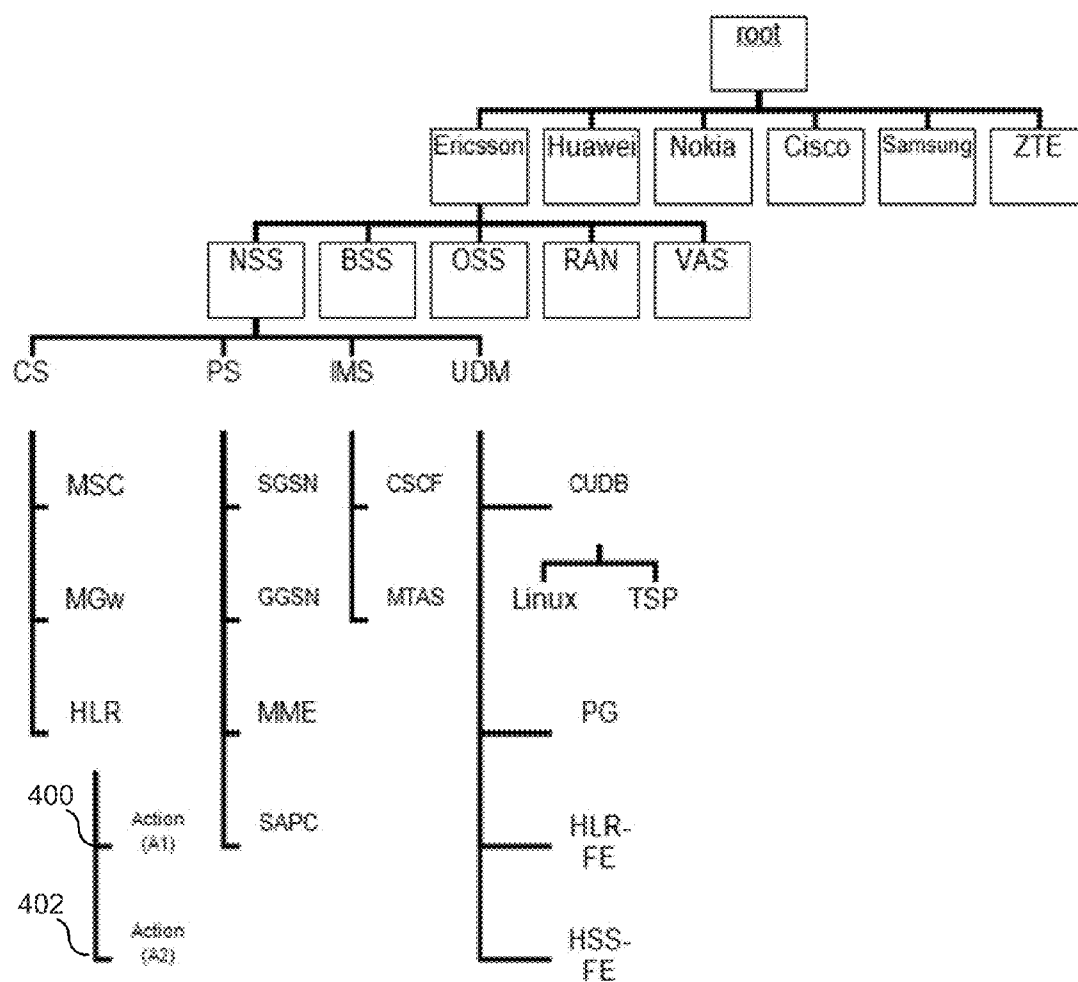 root
Ericsson Huawei Nokia Cisco Samsung ZTE
NSS BSS OSS RAN VAS
CS PS IMS UDM
MSC SGSN CSCF CUDB
Linux TSP
MGw GGSN MTAS
HLR MME PG
400
Action
(A1)
SAPC
HLR-
FE
402
Action
(A2)
HSS-
FE